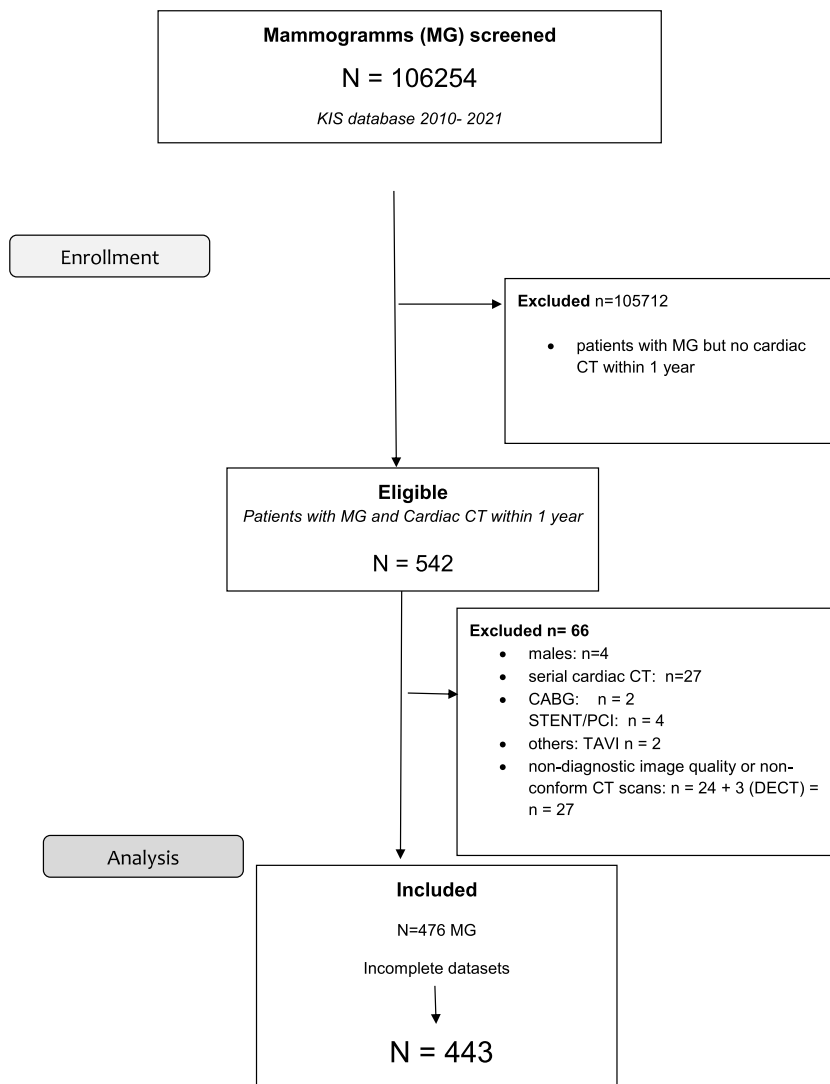 Mammogramms (MG) screened
N = 106254
KIS database 2010- 2021
Enrollment
Excluded n=105712
• patients with MG but no cardiac
CT within 1 year
Eligible
Patients with MG and Cardiac CT within 1 year
N = 542
Excluded n= 66
• males: n=4
• serial cardiac CT: n=27
• CABG: n = 2
STENT/PCI: n = 4
• others: TAVI n = 2
• non-diagnostic image quality or non-
conform CT scans: n = 24 + 3 (DECT) =
n = 27
Analysis
Included
N=476 MG
Incomplete datasets
N = 443